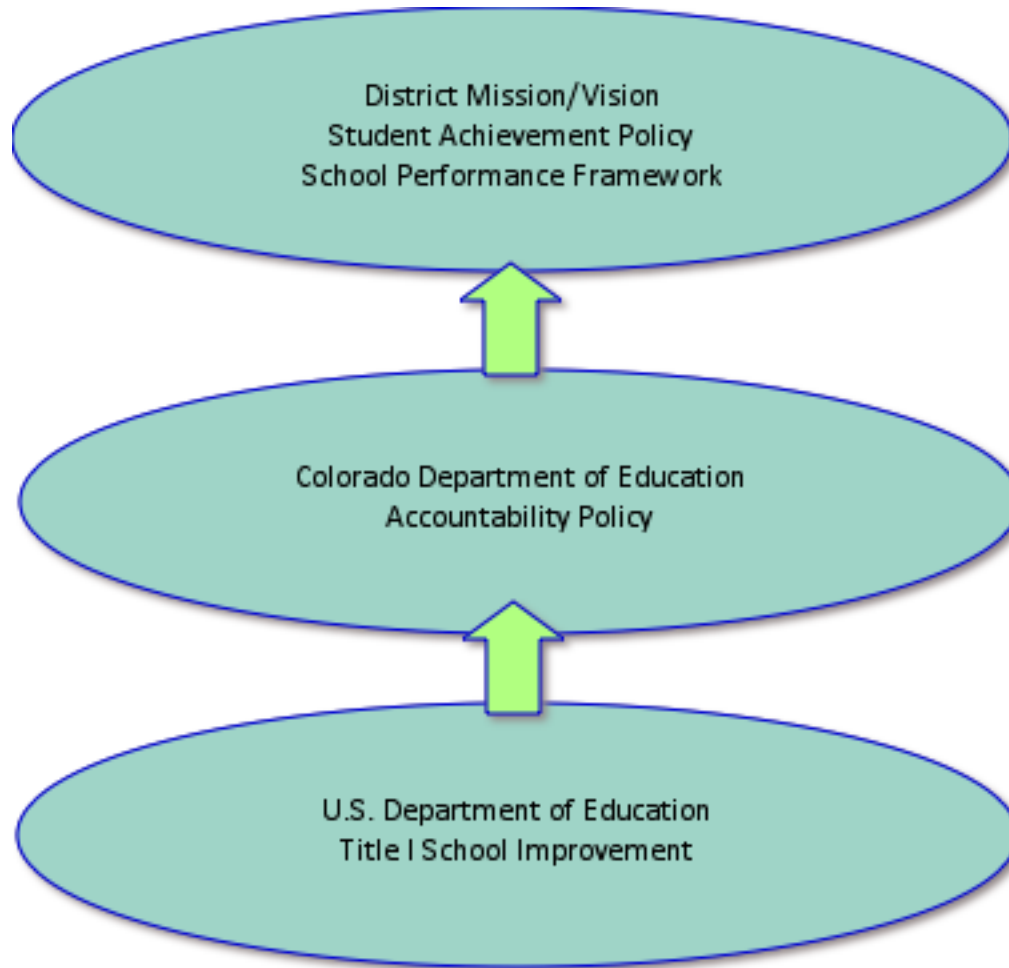 District Mission/Vision
Student Achievement Policy
School Performance Framework
Colorado Department of Education
Accountability Policy
U.S. Department of Education
Title I School Improvement